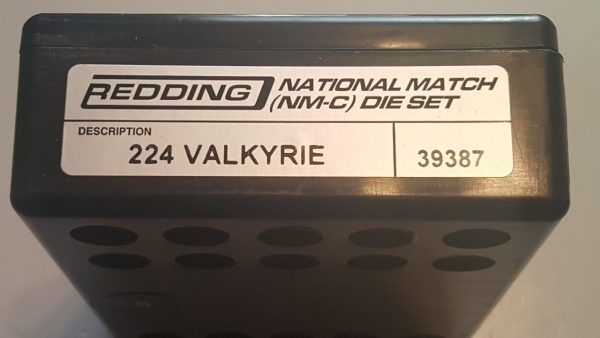 REDDING NATIONAL MATCH
(NM-C) DIE SET
DESCRIPTION
224 VALKYRIE 39387